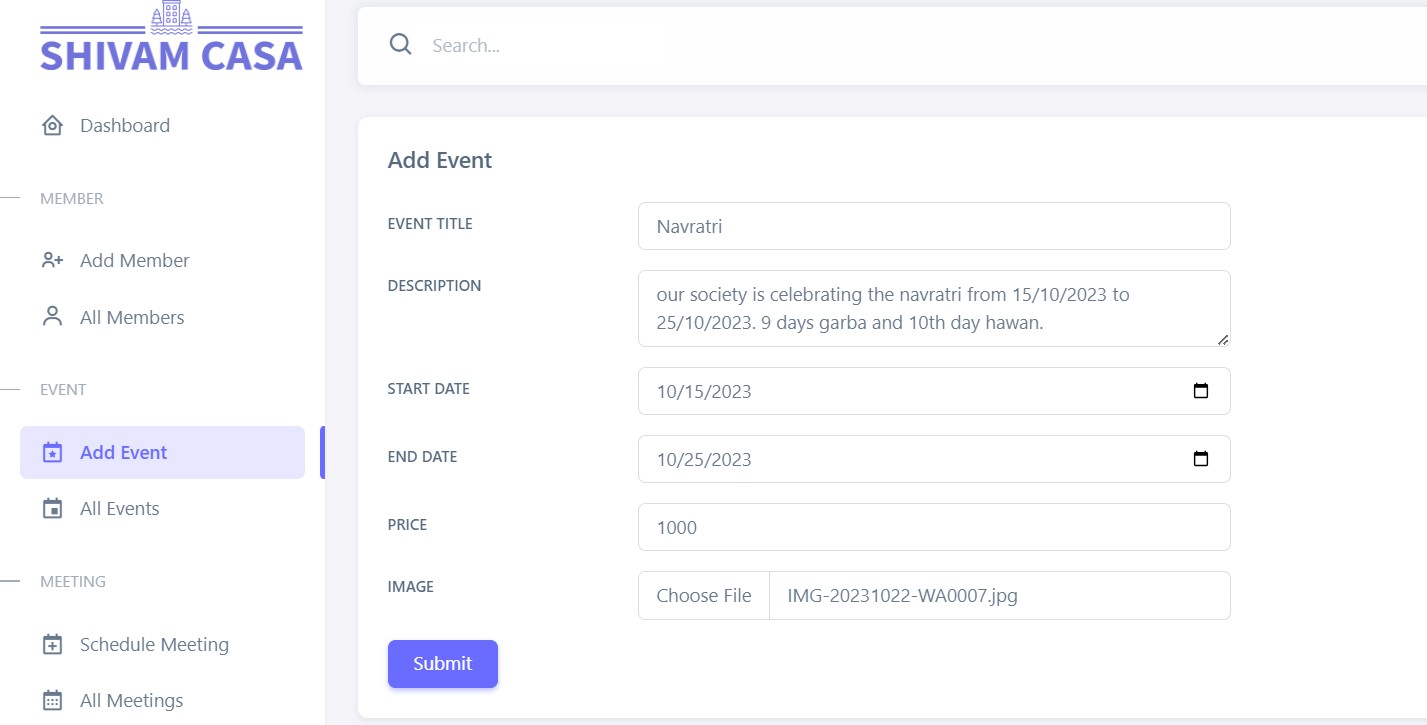 SHIVAM CASA
Dashboard
MEMBER
Add Member
All Members
EVENT
Add Event
All Events
MEETING
Schedule Meeting
All Meetings
Search...
Add Event
EVENT TITLE
Navratri
DESCRIPTION
our society is celebrating the navratri from 15/10/2023 to
25/10/2023. 9 days garba and 10th day hawan.
START DATE
10/15/2023
END DATE
10/25/2023
PRICE
1000
IMAGE
Choose File IMG-20231022-WA0007.jpg
Submit